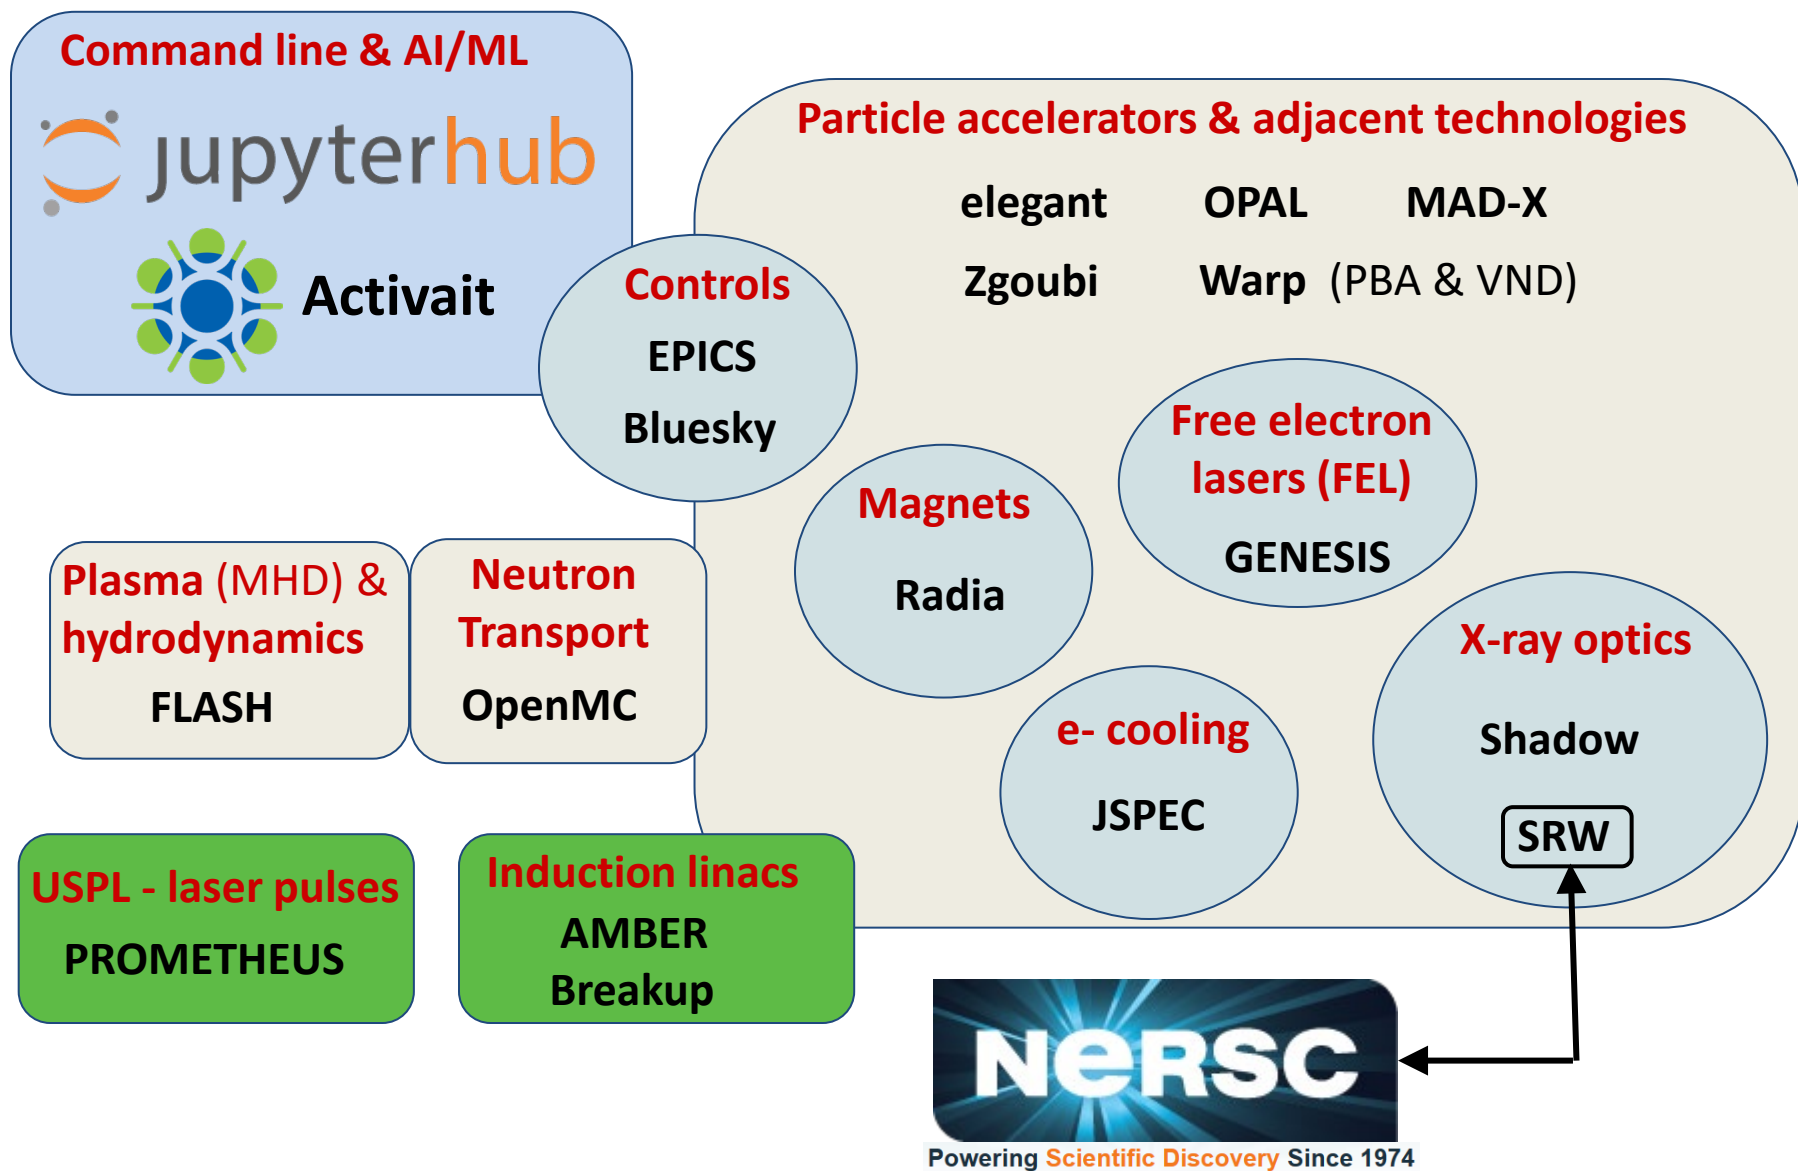 Command line & AI/ML
jupyterhub
Activait
Particle accelerators & adjacent technologies
elegant OPAL MAD-X
Zgoubi Warp (PBA & VND)
Controls
EPICS
Bluesky
Free electron
lasers (FEL)
GENESIS
Magnets
Radia
Plasma (MHD) &
hydrodynamics
FLASH
Neutron
Transport
OpenMC
X-ray optics
Shadow
SRW
e- cooling
JSPEC
USPL - laser pulses
PROMETHEUS
Induction linacs
AMBER
Breakup
NeRSC
Powering Scientific Discovery Since 1974